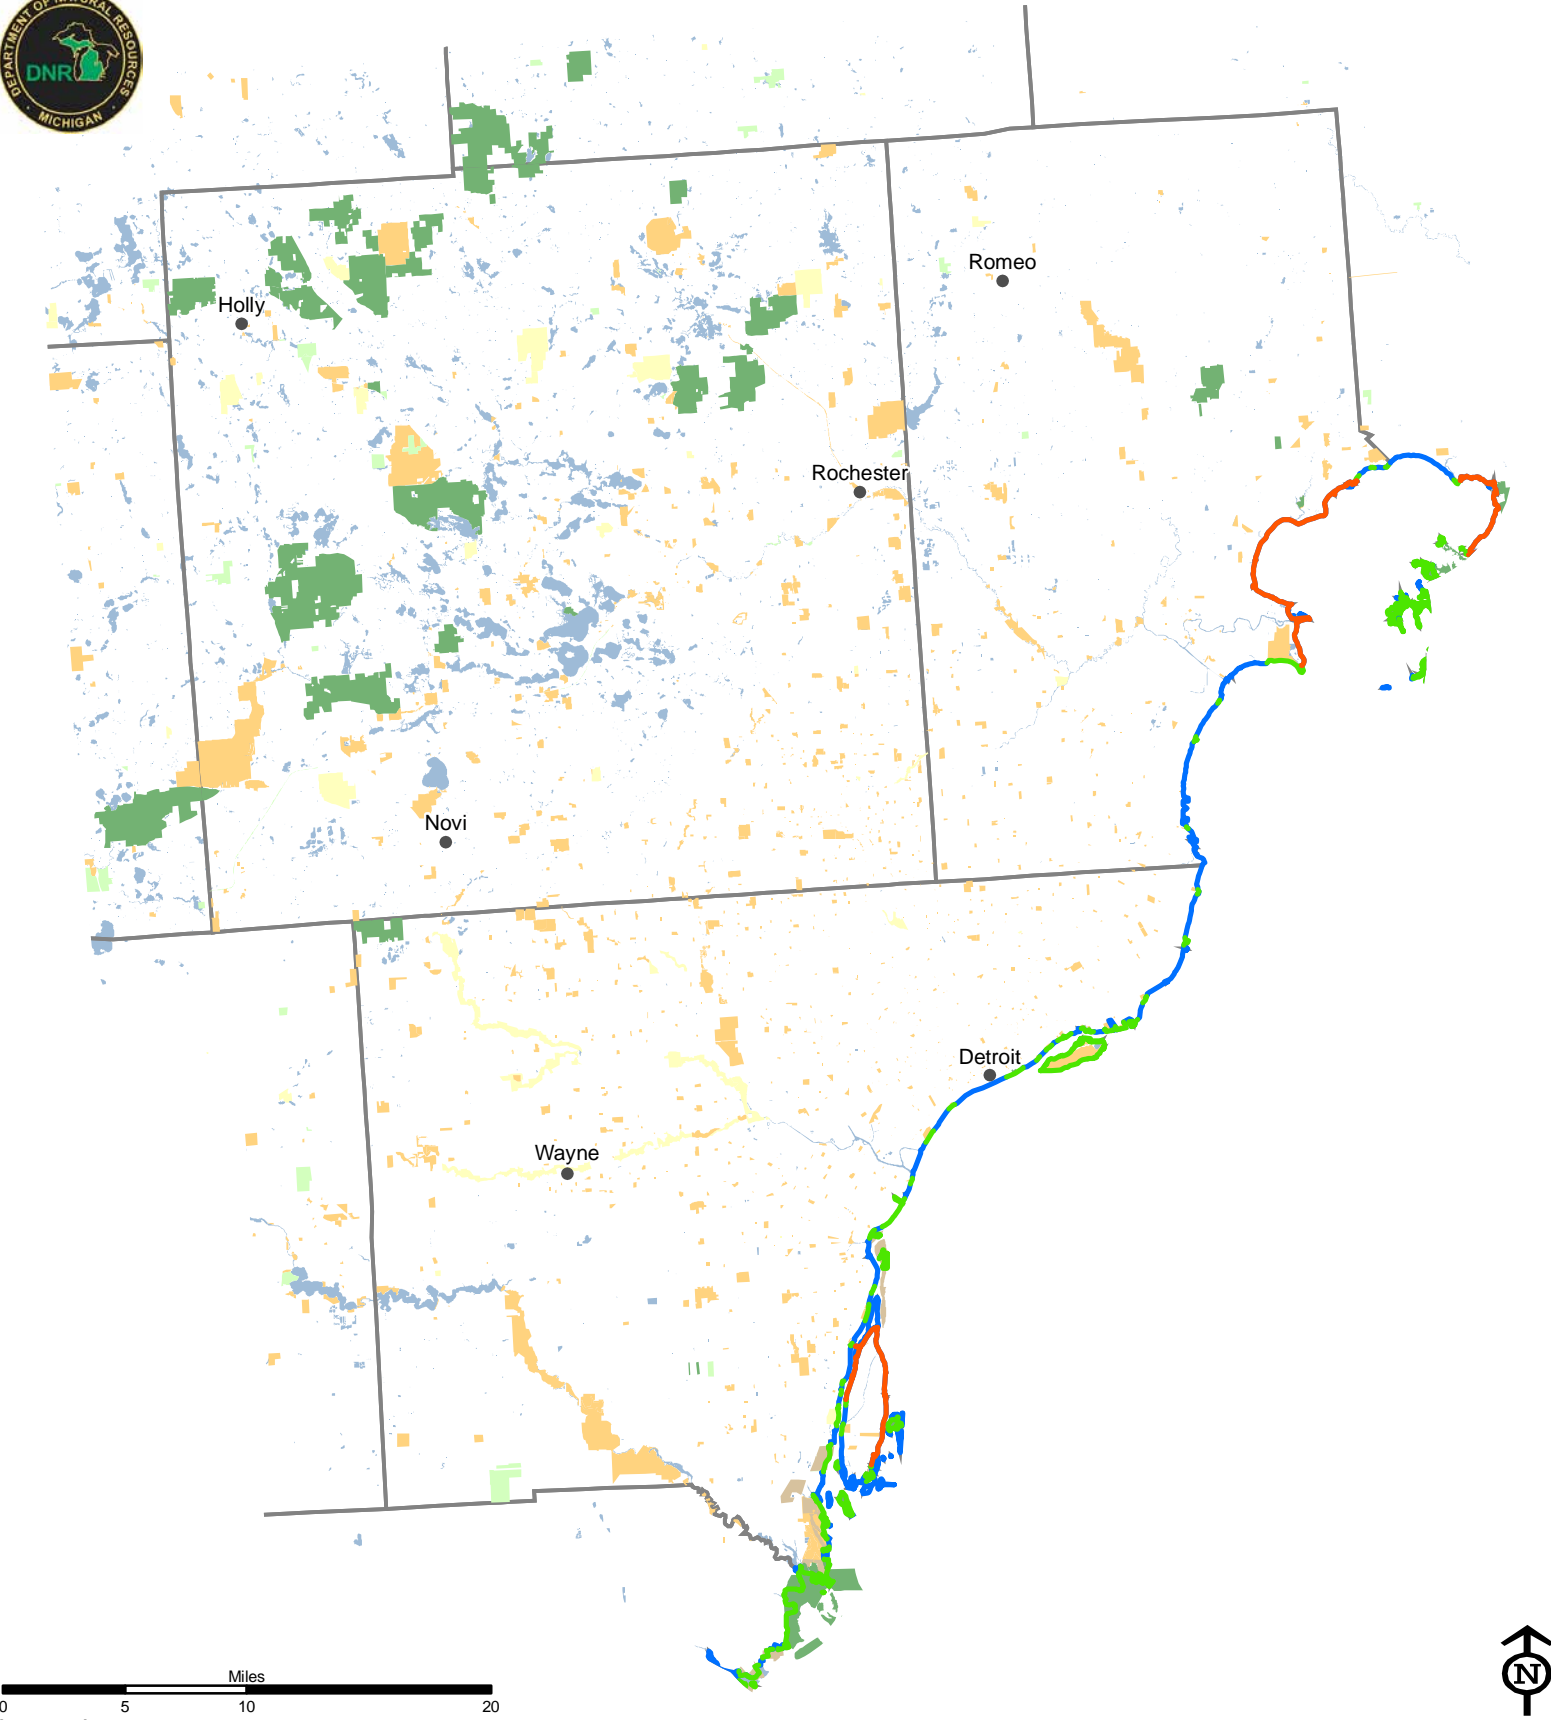 DEPARTMENT OF NATURAL RESOURCES
DNR
MICHIGAN
Romeo
Holly
Rochester
Novi
Detroit
Wayne
Miles
0 5 10 20
N